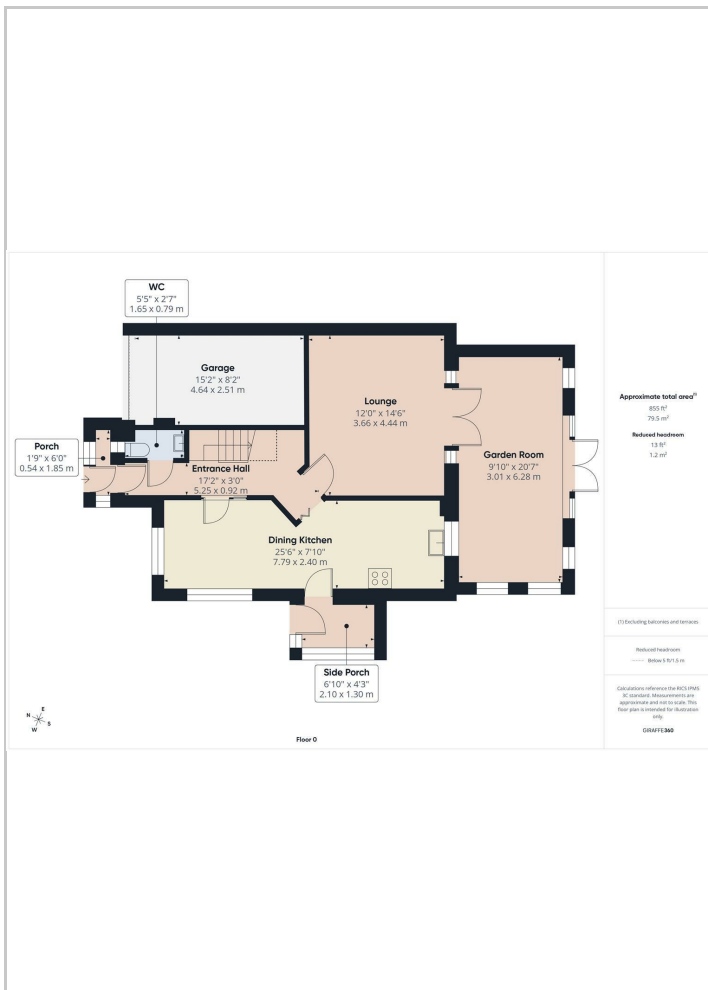 WC
5'5" x 2'7"
1.65 x 0.79 m
Garage
15'2" x 8'2"
4.64 x 2.51 m
Lounge
12'0" x 14'6"
3.66 x 4.44 m
Porch
1'9" x 6'0"
0.54 x 1.85 m
Entrance Hall
17'2" x 3'0"
5.25 x 0.92 m
Garden Room
9'10" x 20'7"
3.01 x 6.28 m
Dining Kitchen
25'6" x 7'10"
7.79 x 2.40 m
Side Porch
6'10" x 4'3"
2.10 x 1.30 m
N
E
S
W
Floor 0
Approximate total area⁽¹⁾
855 ft²
79.5 m²
Reduced headroom
13 ft²
1.2 m²
(1) Excluding balconies and terraces
Reduced headroom
Below 5 ft/1.5 m
Calculations reference the RICS IPMS
3C standard. Measurements are
approximate and not to scale. This
floor plan is intended for illustration
only.
GIRAFFE360